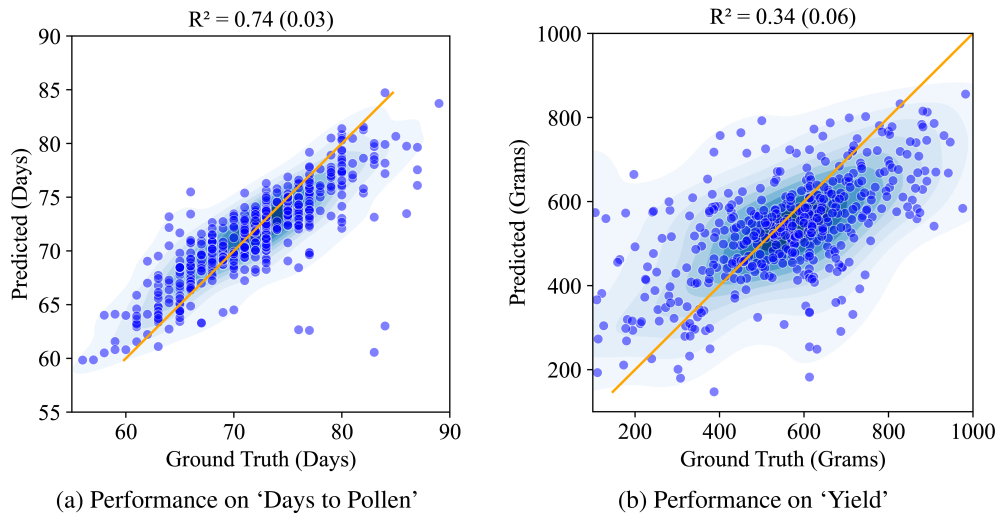 R² = 0.74 (0.03)
90
85
80
75
70
65
60
55
Predicted (Days)
60 70 80 90
Ground Truth (Days)
(a) Performance on ‘Days to Pollen’
R² = 0.34 (0.06)
1000
800
600
400
200
Predicted (Grams)
200 400 600 800 1000
Ground Truth (Grams)
(b) Performance on ‘Yield’